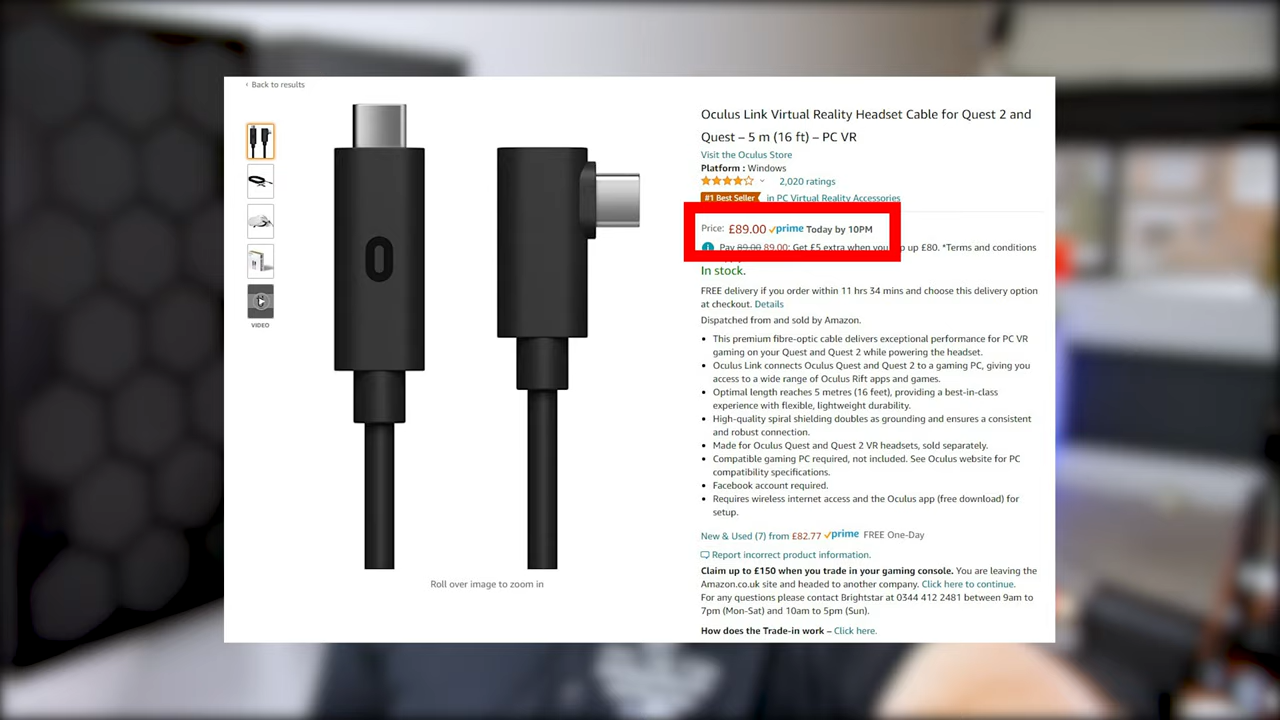 ‹ Back to results
Oculus Link Virtual Reality Headset Cable for Quest 2 and
Quest – 5 m (16 ft) – PC VR
Visit the Oculus Store
Platform : Windows
2,020 ratings
#1 Best Seller in PC Virtual Reality Accessories
Price: £89.00 prime Today by 10PM
Pay 89.00 89.00: Get £5 extra when you p up £80. *Terms and conditions
In stock.
FREE delivery if you order within 11 hrs 34 mins and choose this delivery option
at checkout. Details
Dispatched from and sold by Amazon.
• This premium fibre-optic cable delivers exceptional performance for PC VR
gaming on your Quest and Quest 2 while powering the headset.
• Oculus Link connects Oculus Quest and Quest 2 to a gaming PC, giving you
access to a wide range of Oculus Rift apps and games.
• Optimal length reaches 5 metres (16 feet), providing a best-in-class
experience with flexible, lightweight durability.
• High-quality spiral shielding doubles as grounding and ensures a consistent
and robust connection.
• Made for Oculus Quest and Quest 2 VR headsets, sold separately.
• Compatible gaming PC required, not included. See Oculus website for PC
compatibility specifications.
• Facebook account required.
• Requires wireless internet access and the Oculus app (free download) for
setup.
New & Used (7) from £82.77 prime FREE One-Day
Report incorrect product information.
Claim up to £150 when you trade in your gaming console. You are leaving the
Amazon.co.uk site and headed to another company. Click here to continue.
For any questions please contact Brightstar at 0344 412 2481 between 9am to
7pm (Mon-Sat) and 10am to 5pm (Sun).
How does the Trade-in work – Click here.
VIDEO
Roll over image to zoom in